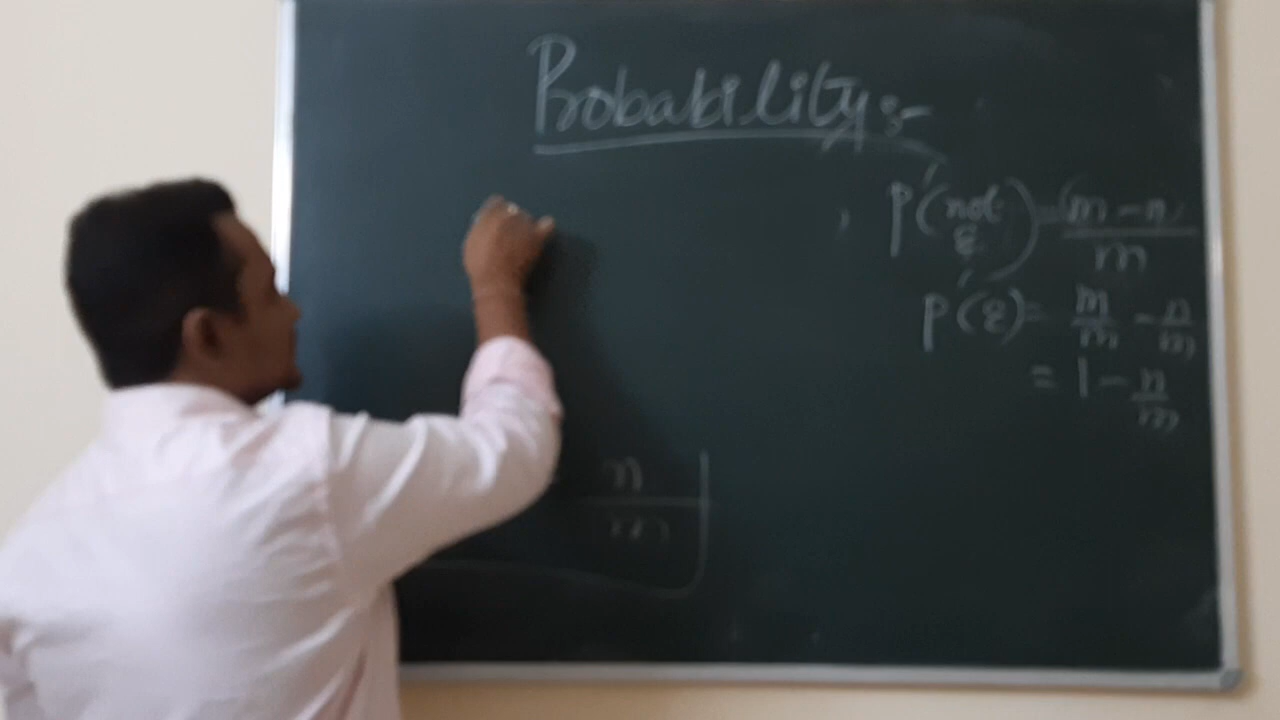 Probability :-
P'(not ε) = (m - n) / m
P'(ε) = m/m - n/m
= 1 - n/m
n/m